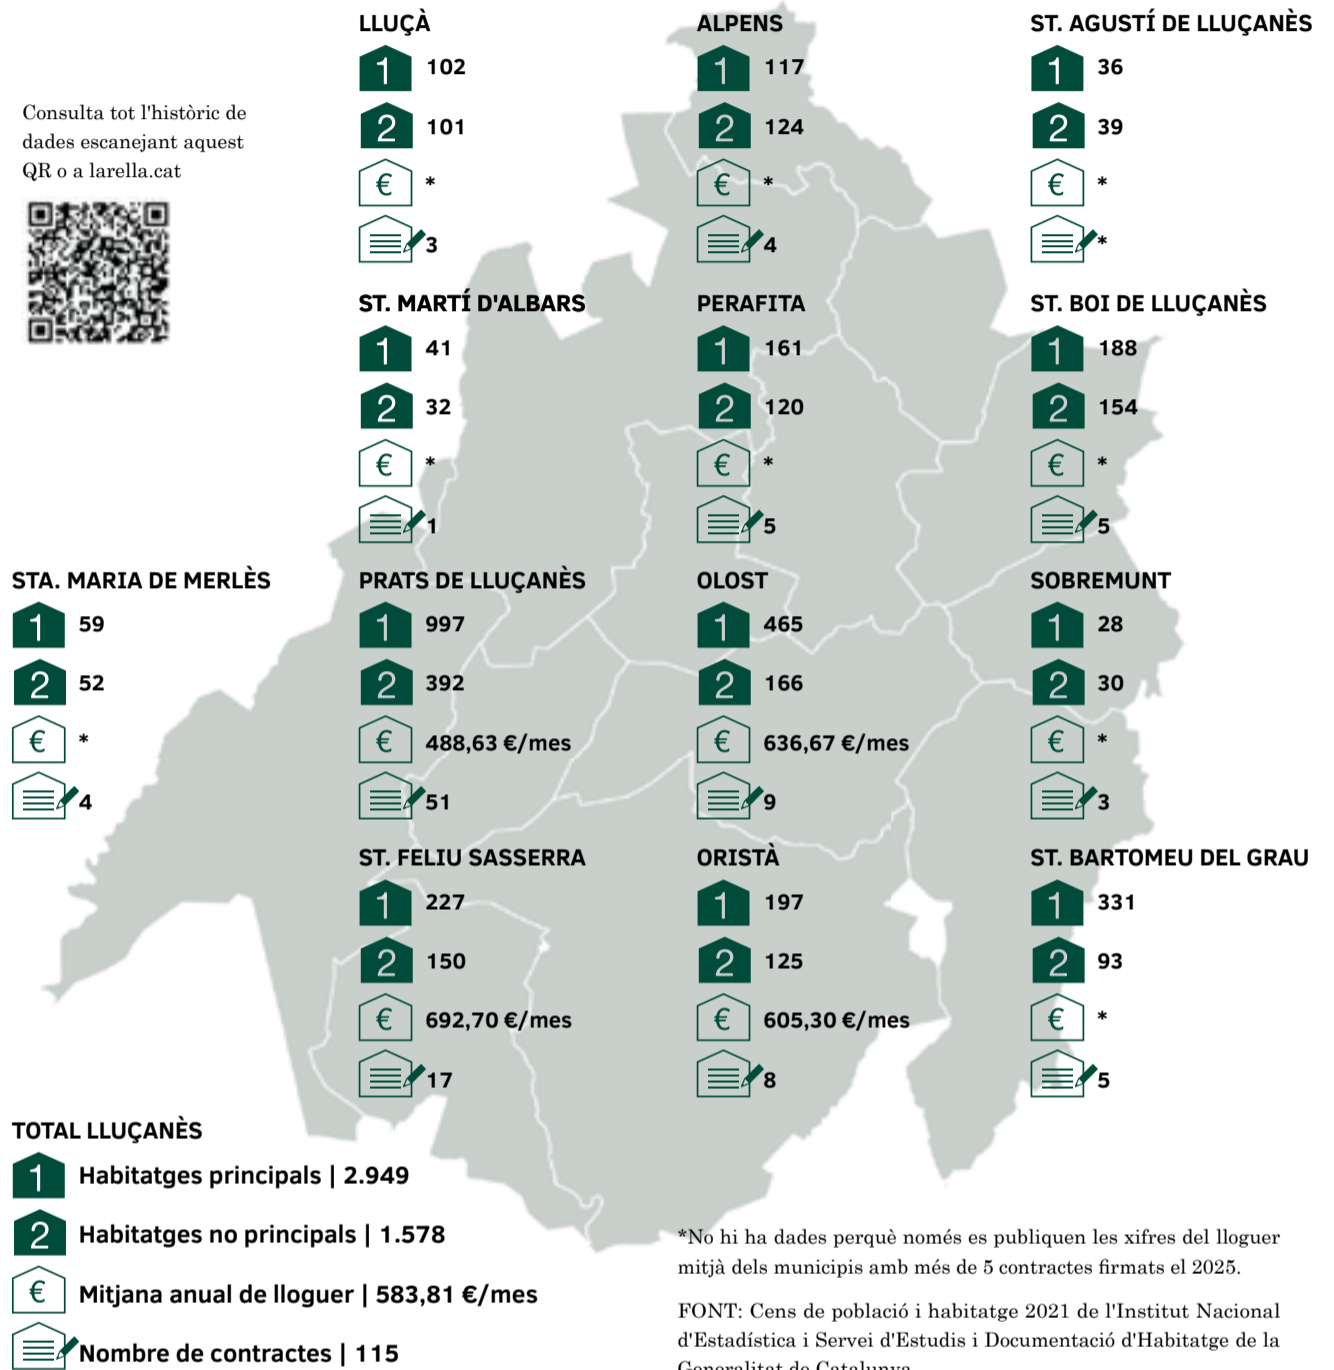 Consulta tot l'històric de
dades escanejant aquest
QR o a larella.cat
LLUÇÀ
1 102
2 101
€ *
3
ALPENS
1 117
2 124
€ *
4
ST. AGUSTÍ DE LLUÇANÈS
1 36
2 39
€ *
*
ST. MARTÍ D'ALBARS
1 41
2 32
€ *
1
PERAFITA
1 161
2 120
€ *
5
ST. BOI DE LLUÇANÈS
1 188
2 154
€ *
5
STA. MARIA DE MERLÈS
1 59
2 52
€ *
4
PRATS DE LLUÇANÈS
1 997
2 392
€ 488,63 €/mes
51
OLOST
1 465
2 166
€ 636,67 €/mes
9
SOBREMUNT
1 28
2 30
€ *
3
ST. FELIU SASSERRA
1 227
2 150
€ 692,70 €/mes
17
ORISTÀ
1 197
2 125
€ 605,30 €/mes
8
ST. BARTOMEU DEL GRAU
1 331
2 93
€ *
5
TOTAL LLUÇANÈS
1 Habitatges principals | 2.949
2 Habitatges no principals | 1.578
€ Mitjana anual de lloguer | 583,81 €/mes
Nombre de contractes | 115
*No hi ha dades perquè només es publiquen les xifres del lloguer
mitjà dels municipis amb més de 5 contractes firmats el 2025.
FONT: Cens de població i habitatge 2021 de l'Institut Nacional
d'Estadística i Servei d'Estudis i Documentació d'Habitatge de la
Generalitat de Catalunya